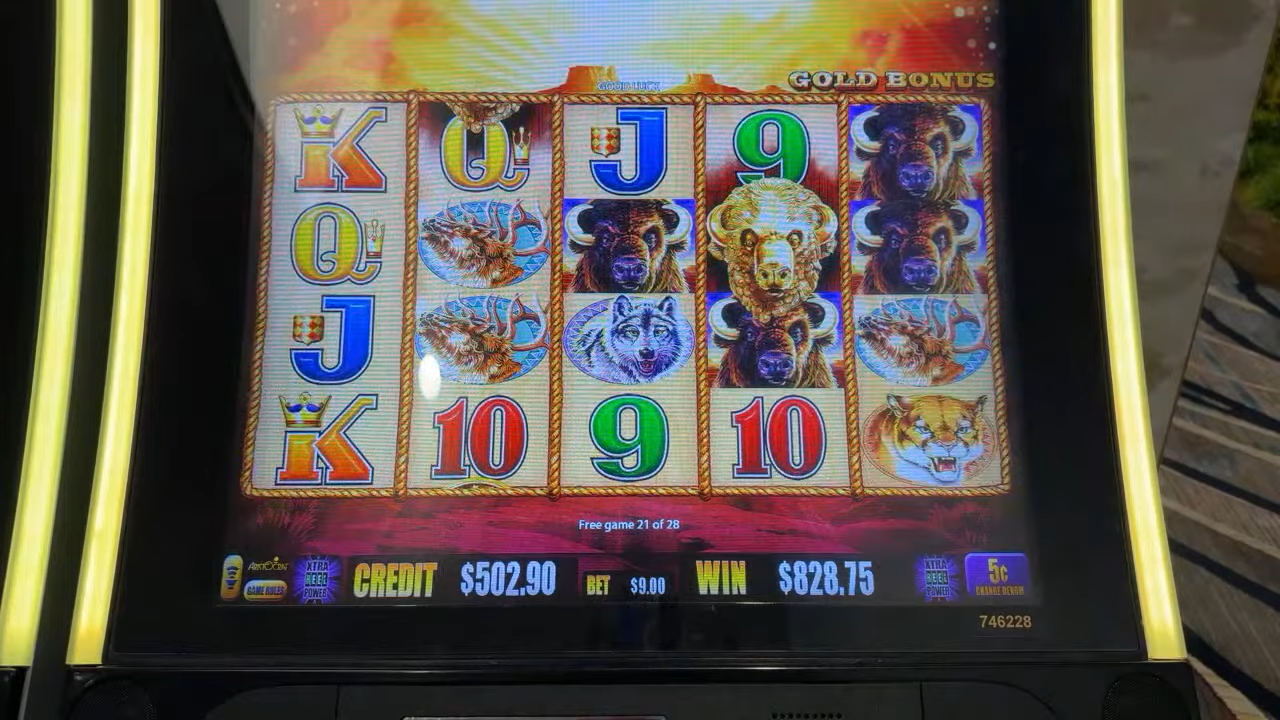 GOOD LUCK
GOLD BONUS
K Q J 9
Q
J
K 10 9 10
Free game 21 of 28
ARISTOCRAT
GAME RULES
XTRA REEL POWER
CREDIT $502.90
BET $9.00
WIN $828.75
XTRA REEL POWER
5¢
CHANGE DENOM
746228